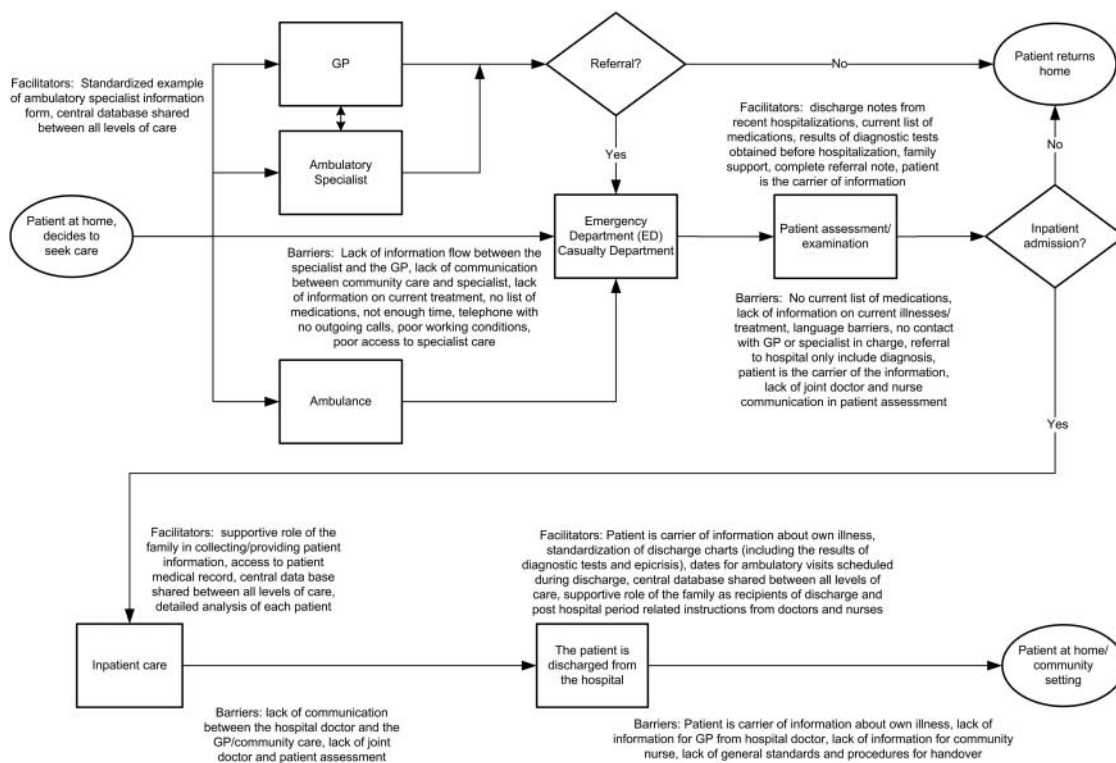 GP
Referral?
No
Patient returns
home
Facilitators:  Standardized example
of ambulatory specialist information
form, central database shared
between all levels of care
Facilitators:  discharge notes from
recent hospitalizations, current list of
medications, results of diagnostic tests
obtained before hospitalization, family
support, complete referral note, patient
is the carrier of information
No
Yes
Ambulatory
Specialist
Patient at home,
decides to
seek care
Emergency
Department (ED)
Casualty Department
Patient assessment/
examination
Inpatient
admission?
Barriers:  Lack of information flow between the
specialist and the GP, lack of communication
between community care and specialist, lack
of information on current treatment, no list of
medications, not enough time, telephone with
no outgoing calls, poor working conditions,
poor access to specialist care
Barriers:  No current list of medications,
lack of information on current illnesses/
treatment, language barriers, no contact
with GP or specialist in charge, referral
to hospital only include diagnosis,
patient is the carrier of the information,
lack of joint doctor and nurse
communication in patient assessment
Ambulance
Yes
Facilitators:  supportive role of the
family in collecting/providing patient
information, access to patient
medical record, central data base
shared between all levels of care,
detailed analysis of each patient
Facilitators: Patient is carrier of information about own illness,
standardization of discharge charts (including the results of
diagnostic tests and epicrisis), dates for ambulatory visits scheduled
during discharge, central database shared between all levels of
care, supportive role of the family as recipients of discharge and
post hospital period related instructions from doctors and nurses
Inpatient care
The patient is
discharged from
the hospital
Patient at home/
community
setting
Barriers: lack of communication
between the hospital doctor and the
GP/community care, lack of joint
doctor and patient assessment
Barriers: Patient is carrier of information about own illness, lack of
information for GP from hospital doctor, lack of information for community
nurse, lack of general standards and procedures for handover